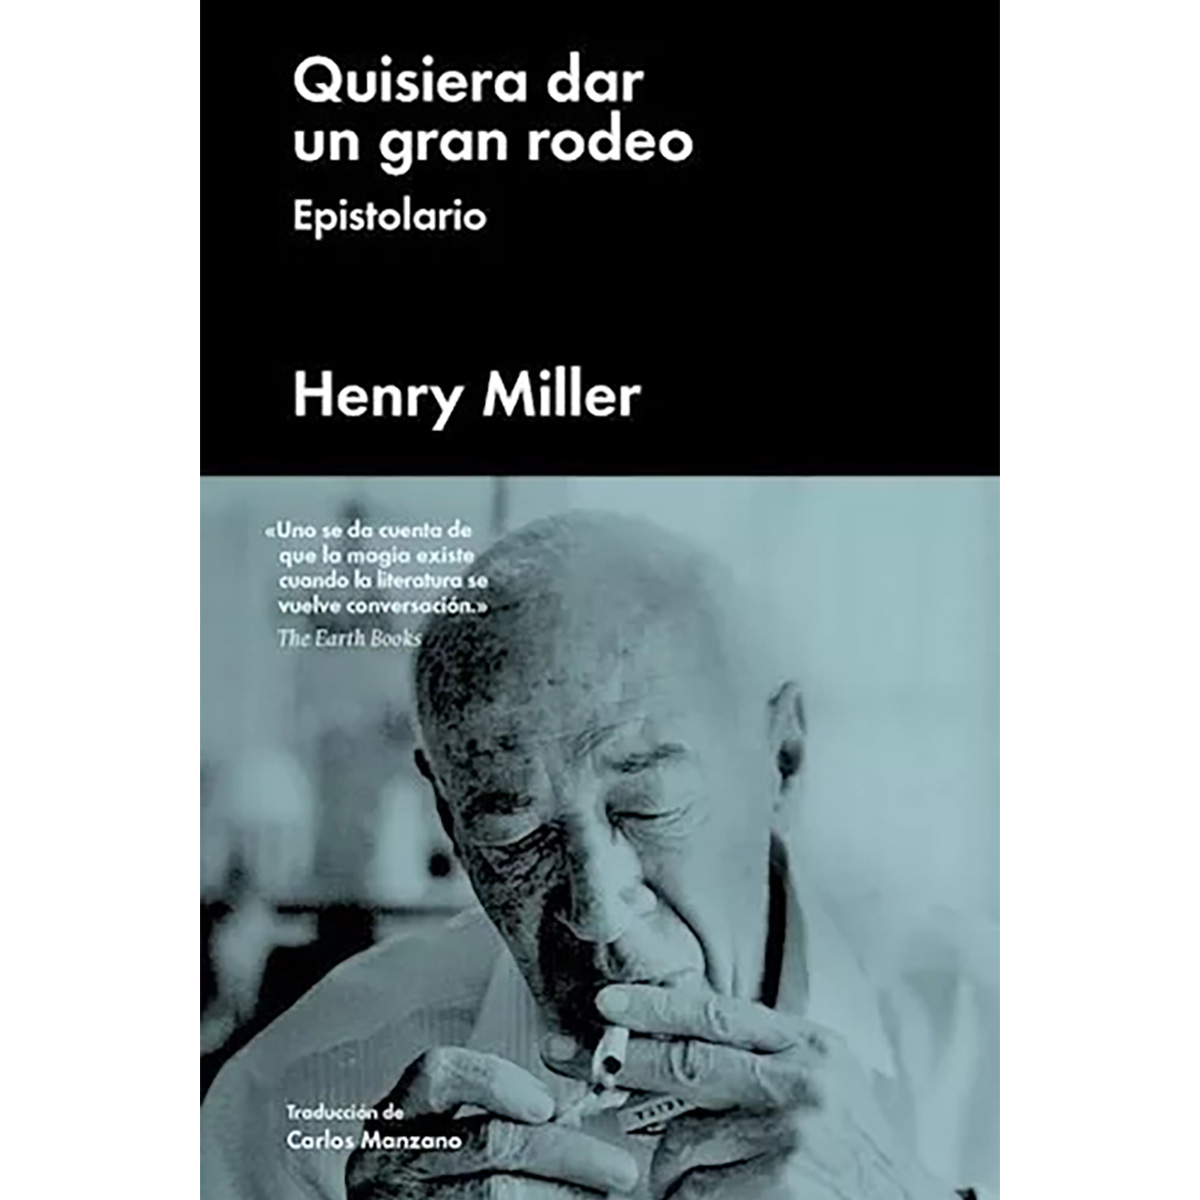 Quisiera dar
un gran rodeo
Epistolario
Henry Miller
«Uno se da cuenta de
que la magia existe
cuando la literatura se
vuelve conversación.»
The Earth Books
Traducción de
Carlos Manzano